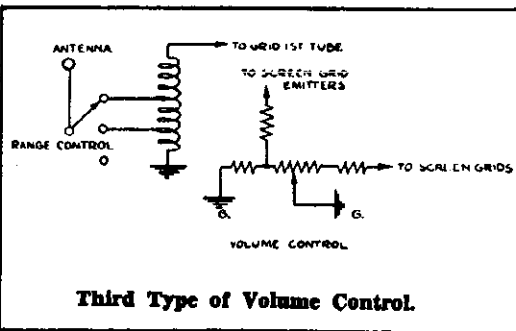 ANTENNA
TO GRID 1ST TUBE
TO SCREEN GRID
EMITTERS
RANGE CONTROL
TO SCREEN GRIDS
G.
G.
VOLUME CONTROL
Third Type of Volume Control.